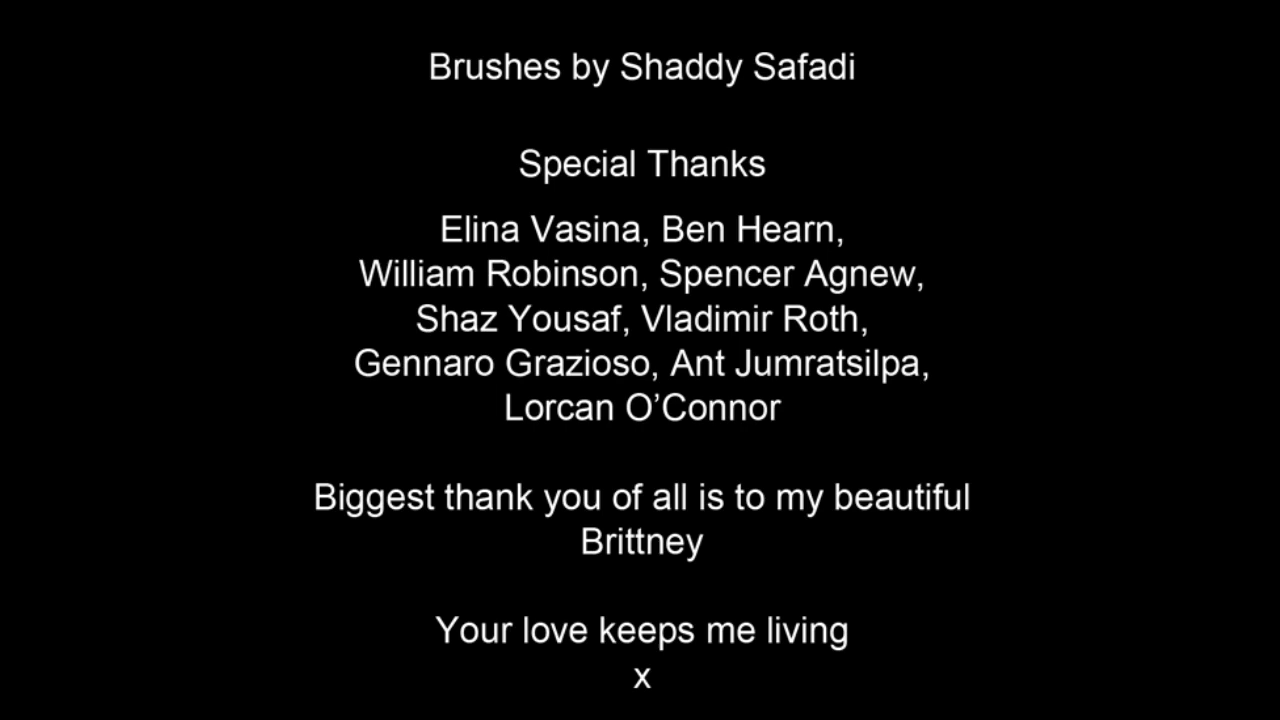 Brushes by Shaddy Safadi
Special Thanks
Elina Vasina, Ben Hearn,
William Robinson, Spencer Agnew,
Shaz Yousaf, Vladimir Roth,
Gennaro Grazioso, Ant Jumratsilpa,
Lorcan O’Connor
Biggest thank you of all is to my beautiful
Brittney
Your love keeps me living
x